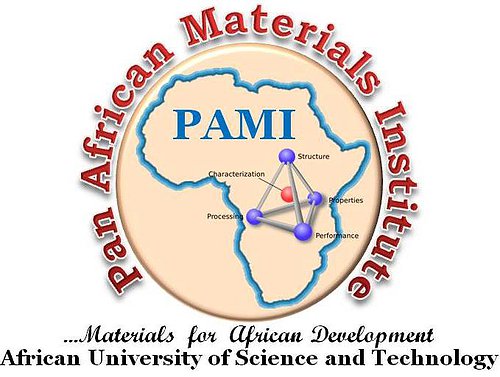 Pan African Materials Institute
PAMI
Structure
Characterization
Properties
Processing
Performance
...Materials for African Development
African University of Science and Technology